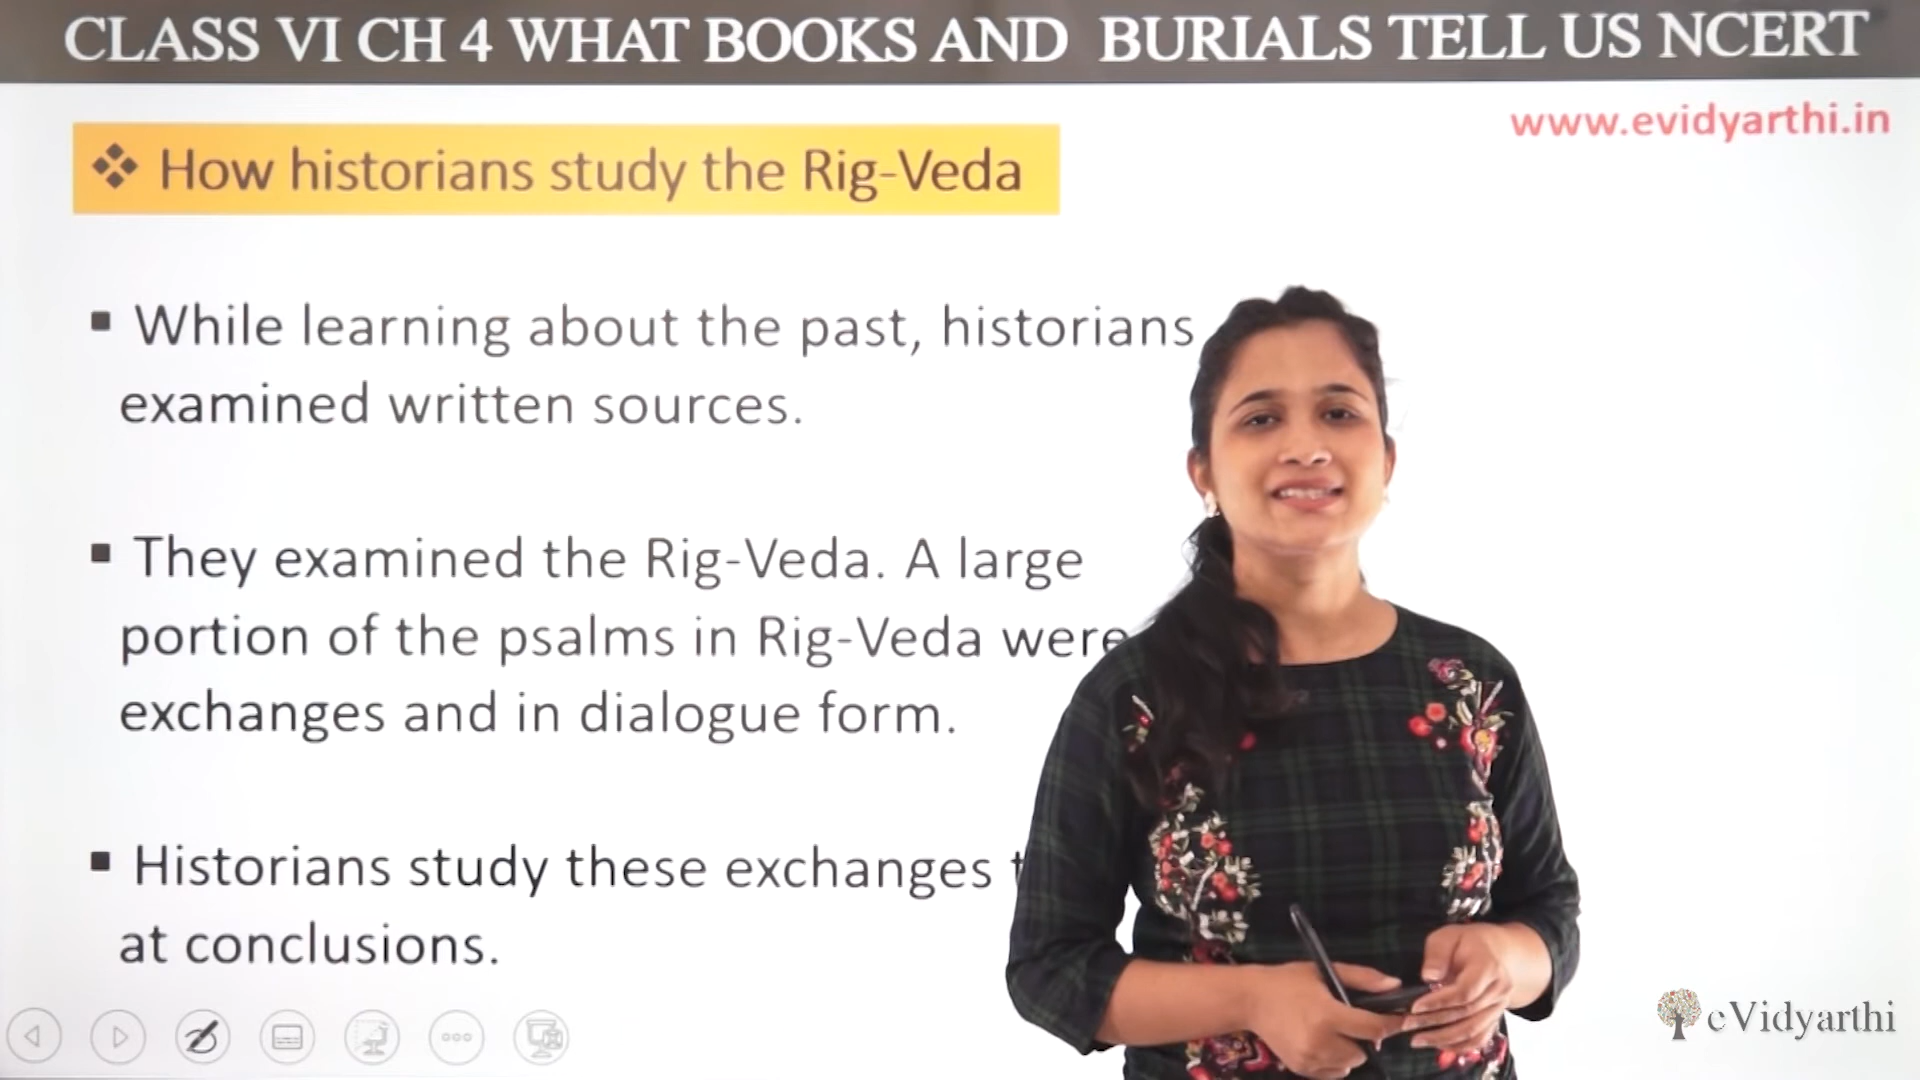 CLASS VI CH 4 WHAT BOOKS AND BURIALS TELL US NCERT
www.evidyarthi.in
How historians study the Rig-Veda
While learning about the past, historians
examined written sources.
They examined the Rig-Veda. A large
portion of the psalms in Rig-Veda were
exchanges and in dialogue form.
Historians study these exchanges
at conclusions.
eVidyarthi